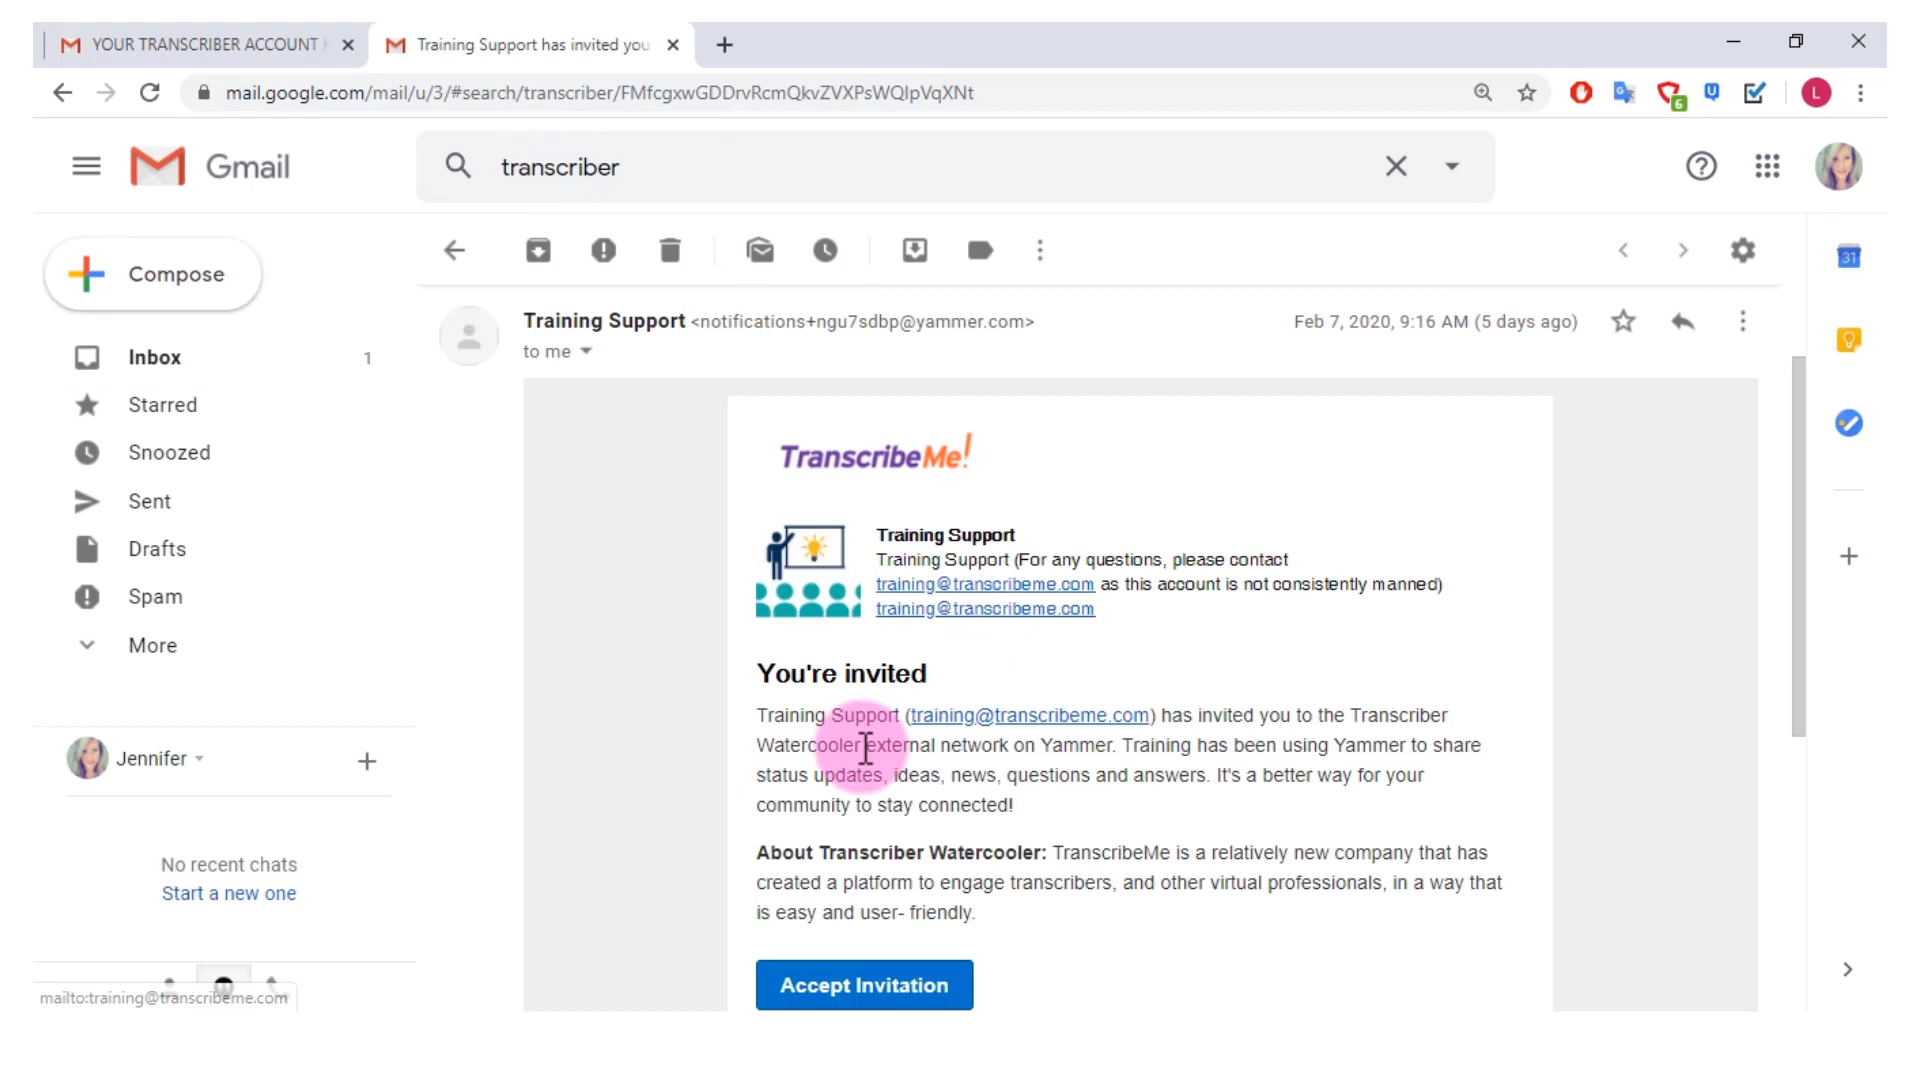 YOUR TRANSCRIBER ACCOUNT
Training Support has invited you
mail.google.com/mail/u/3/#search/transcriber/FMfcgxwGDDrvRcmQkvZVXPsWQlpVqXNt
6
L
Gmail
transcriber
Compose
31
Training Support <notifications+ngu7sdbp@yammer.com>
Feb 7, 2020, 9:16 AM (5 days ago)
to me
Inbox
1
Starred
Snoozed
Sent
Drafts
Spam
More
TranscribeMe!
Training Support
Training Support (For any questions, please contact
training@transcribeme.com as this account is not consistently manned)
training@transcribeme.com
You're invited
Training Support (training@transcribeme.com) has invited you to the Transcriber
Watercooler external network on Yammer. Training has been using Yammer to share
status updates, ideas, news, questions and answers. It's a better way for your
community to stay connected!
About Transcriber Watercooler: TranscribeMe is a relatively new company that has
created a platform to engage transcribers, and other virtual professionals, in a way that
is easy and user- friendly.
Accept Invitation
Jennifer
No recent chats
Start a new one
mailto:training@transcribeme.com